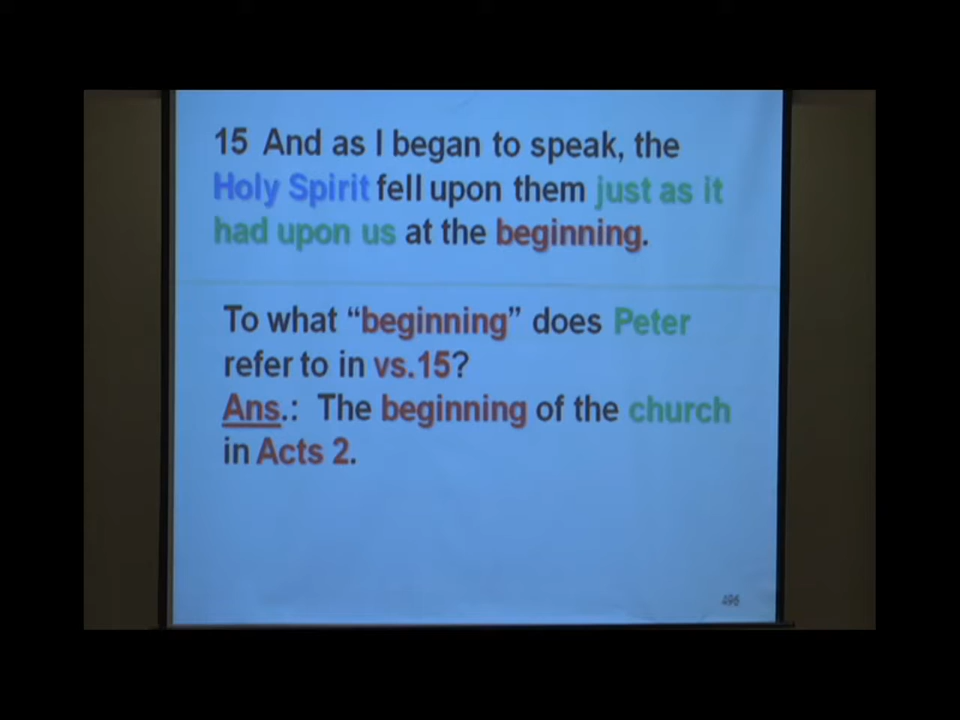 15 And as I began to speak, the
Holy Spirit fell upon them just as it
had upon us at the beginning.
To what “beginning” does Peter
refer to in vs.15?
Ans.: The beginning of the church
in Acts 2.
496